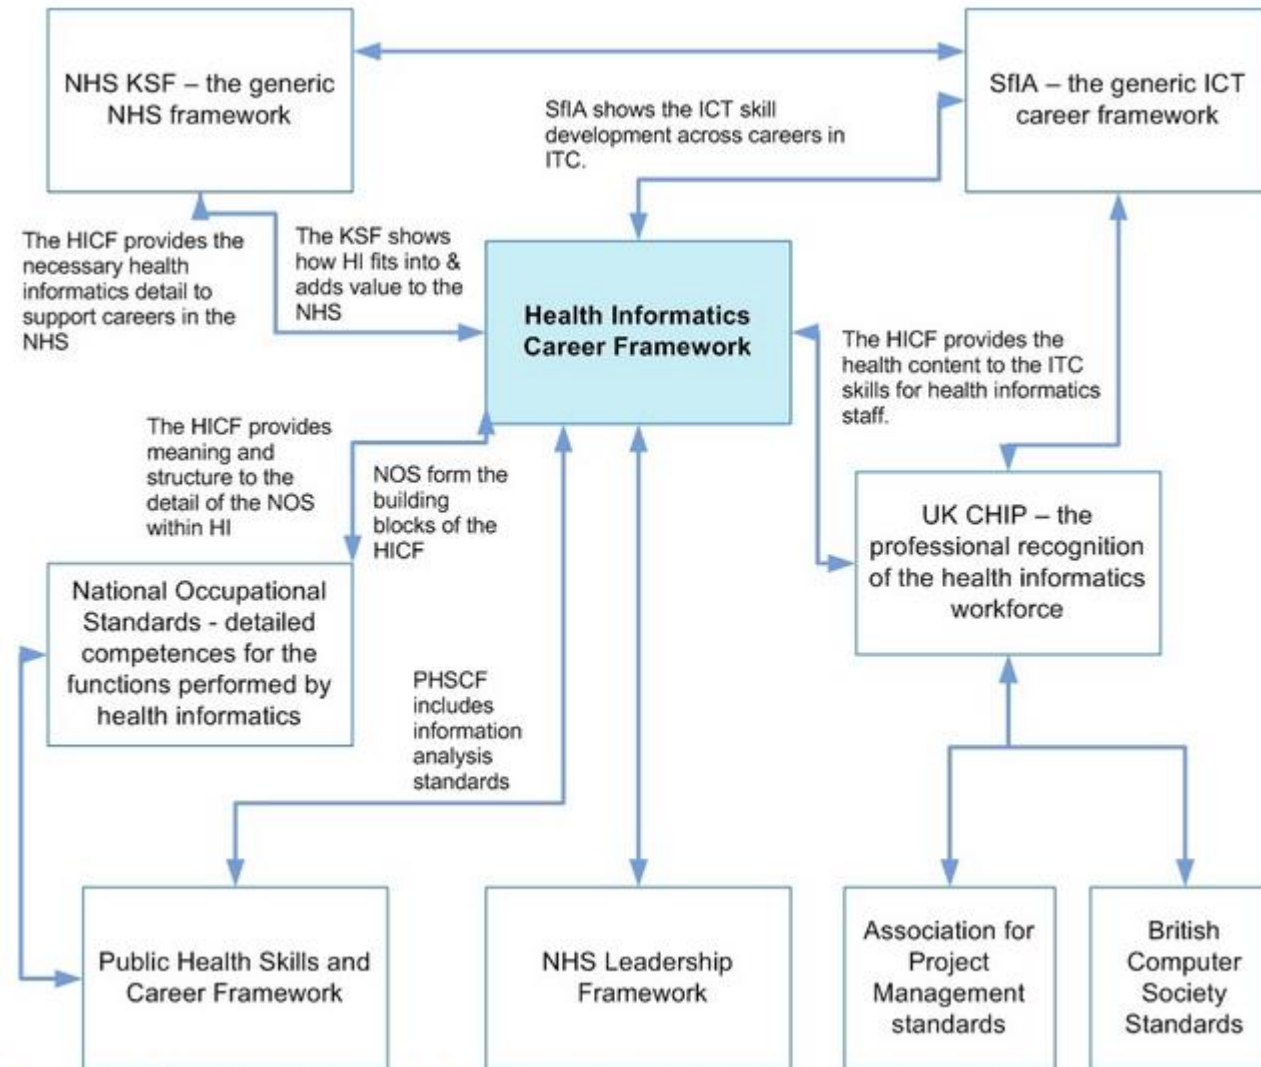 NHS KSF – the generic
NHS framework
SfIA – the generic ICT
career framework
SfIA shows the ICT skill
development across careers in
ITC.
The HICF provides the
necessary health
informatics detail to
support careers in the
NHS
The KSF shows
how HI fits into &
adds value to the
NHS
Health Informatics
Career Framework
The HICF provides the
health content to the ITC
skills for health informatics
staff.
The HICF provides
meaning and
structure to the
detail of the NOS
within HI
NOS form the
building
blocks of the
HICF
UK CHIP – the
professional recognition
of the health informatics
workforce
National Occupational
Standards - detailed
competences for the
functions performed by
health informatics
PHSCF
includes
information
analysis
standards
Public Health Skills and
Career Framework
NHS Leadership
Framework
Association for
Project
Management
standards
British
Computer
Society
Standards